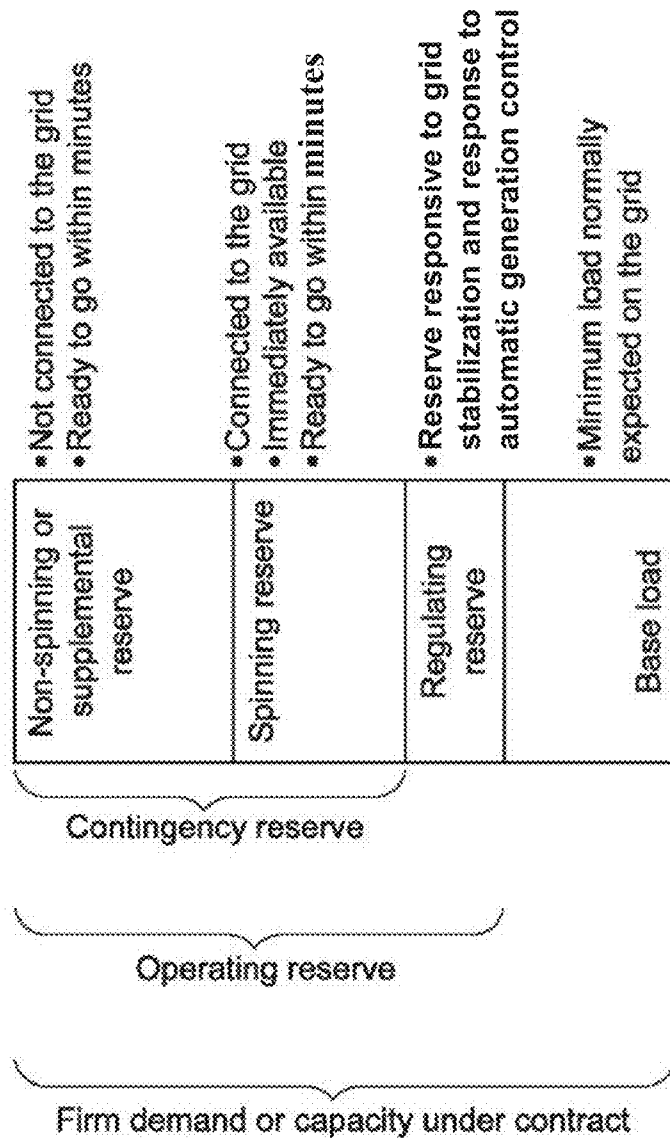 • Not connected to the grid
• Ready to go within minutes
• Connected to the grid
• Immediately available
• Ready to go within minutes
• Reserve responsive to grid
stabilization and response to
automatic generation control
• Minimum load normally
expected on the grid
Non-spinning or
supplemental
reserve
Spinning reserve
Regulating
reserve
Base load
Contingency reserve
Operating reserve
Firm demand or capacity under contract